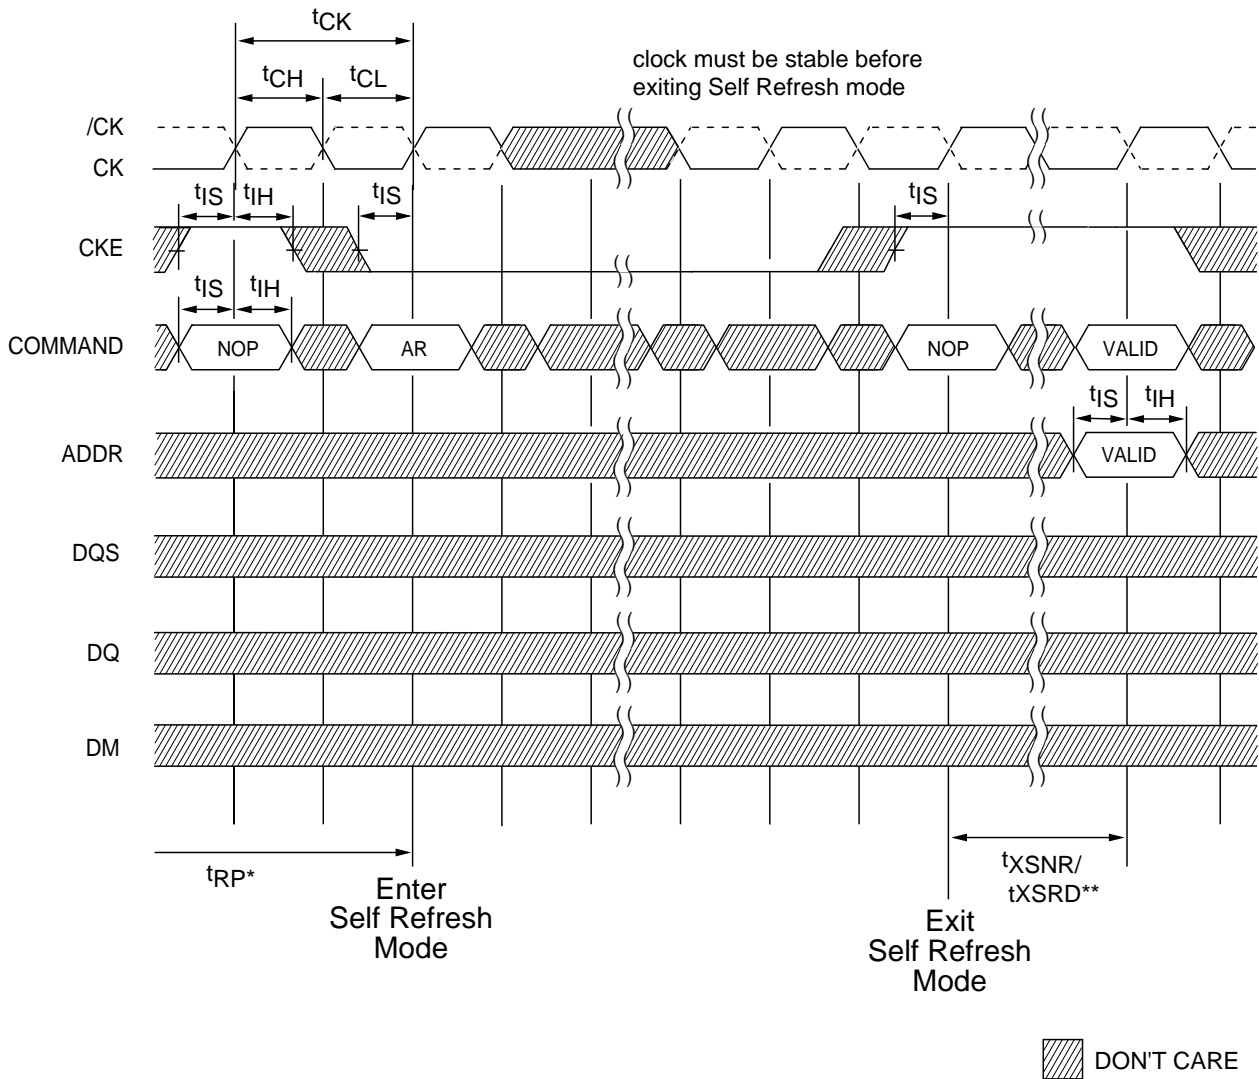 tCK
clock must be stable before
exiting Self Refresh mode
tCH
tCL
/CK
CK
tIS
tIH
tIS
tIS
CKE
tIS
tIH
COMMAND
NOP
AR
NOP
VALID
tIS
tIH
ADDR
VALID
DQS
DQ
DM
tRP*
Enter
Self Refresh
Mode
tXSNR/
tXSRD**
Exit
Self Refresh
Mode
DON'T CARE